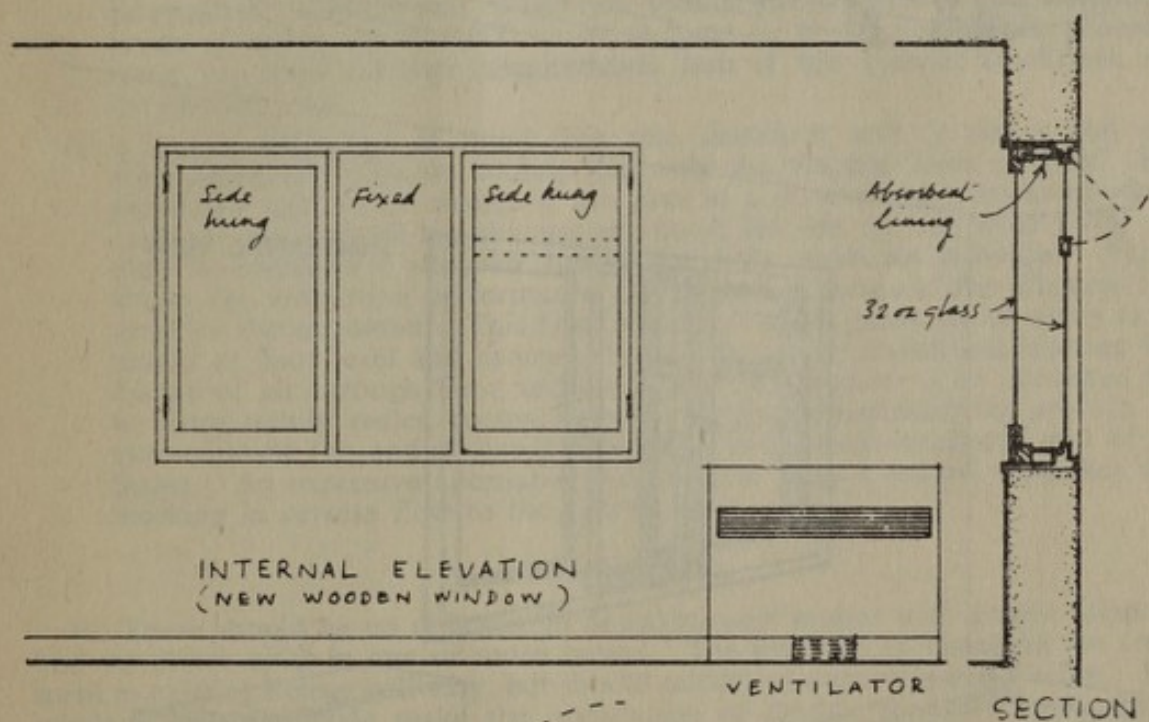 Side
hung
Fixed
Side hung
Absorbent
lining
32 oz glass
INTERNAL ELEVATION
(NEW WOODEN WINDOW)
VENTILATOR
SECTION